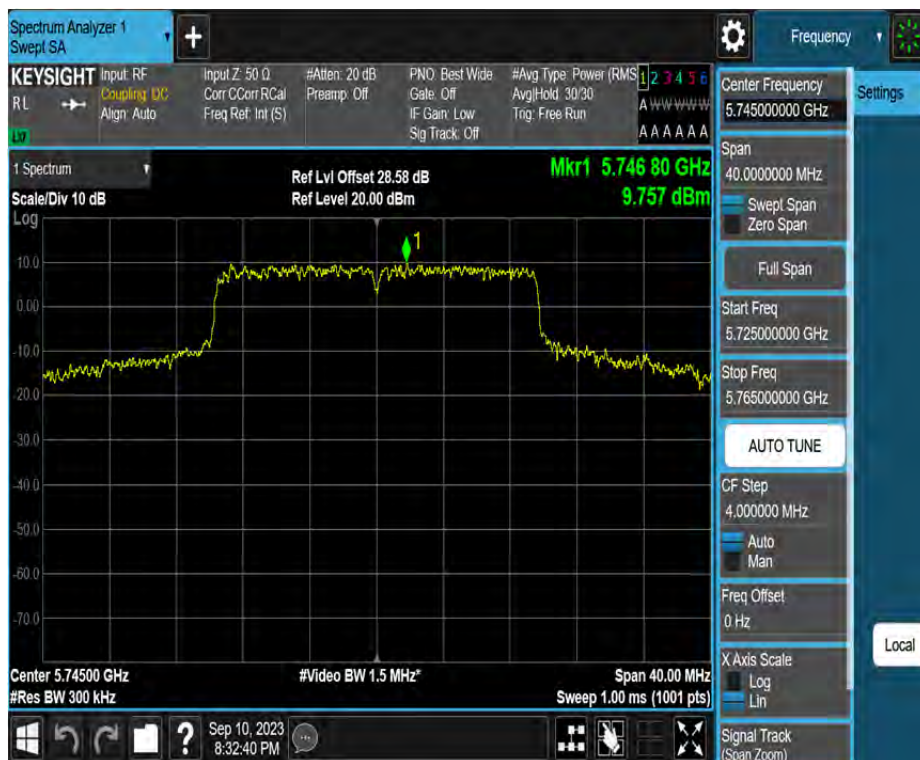 Spectrum Analyzer 1
Swept SA
+
Frequency
KEYSIGHT
RL
Input: RF
Coupling: DC
Align: Auto
Input Z: 50 Ω
Corr CCorr RCal
Freq Ref: Int (S)
#Atten: 20 dB
Preamp: Off
PNO: Best Wide
Gate: Off
IF Gain: Low
Sig Track: Off
#Avg Type: Power (RMS
Avg|Hold: 30/30
Trig: Free Run
1 2 3 4 5 6
A W W W W W
A A A A A A
1 Spectrum
Scale/Div 10 dB
Ref Lvl Offset 28.58 dB
Ref Level 20.00 dBm
Mkr1 5.746 80 GHz
9.757 dBm
Log
1
10.0
0.00
-10.0
-20.0
-30.0
-40.0
-50.0
-60.0
-70.0
Center 5.74500 GHz
#Res BW 300 kHz
#Video BW 1.5 MHz*
Span 40.00 MHz
Sweep 1.00 ms (1001 pts)
Center Frequency
5.745000000 GHz
Settings
Span
40.0000000 MHz
Swept Span
Zero Span
Full Span
Start Freq
5.725000000 GHz
Stop Freq
5.765000000 GHz
AUTO TUNE
CF Step
4.000000 MHz
Auto
Man
Freq Offset
0 Hz
X Axis Scale
Log
Lin
Local
Signal Track
(Span Zoom)
?
Sep 10, 2023
8:32:40 PM